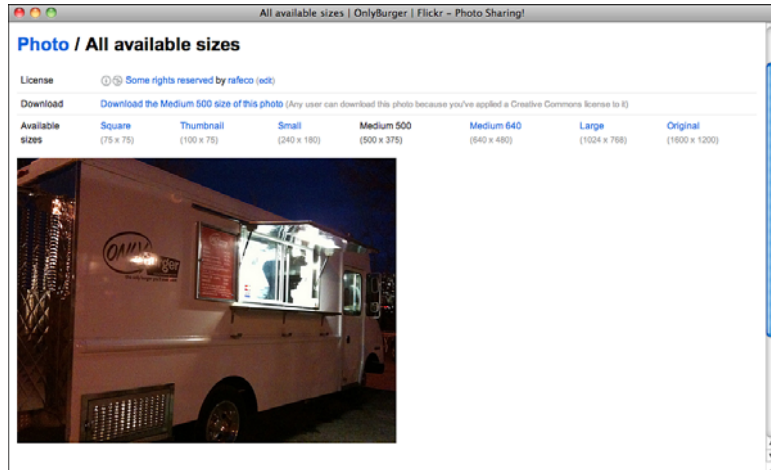 All available sizes | OnlyBurger | Flickr – Photo Sharing!
Photo / All available sizes
License Some rights reserved by rafeco (edit)
Download Download the Medium 500 size of this photo (Any user can download this photo because you've applied a Creative Commons license to it)
Available sizes
Square Thumbnail Small Medium 500 Medium 640 Large Original
(75 x 75) (100 x 75) (240 x 180) (500 x 375) (640 x 480) (1024 x 768) (1600 x 1200)
ONLY
burger